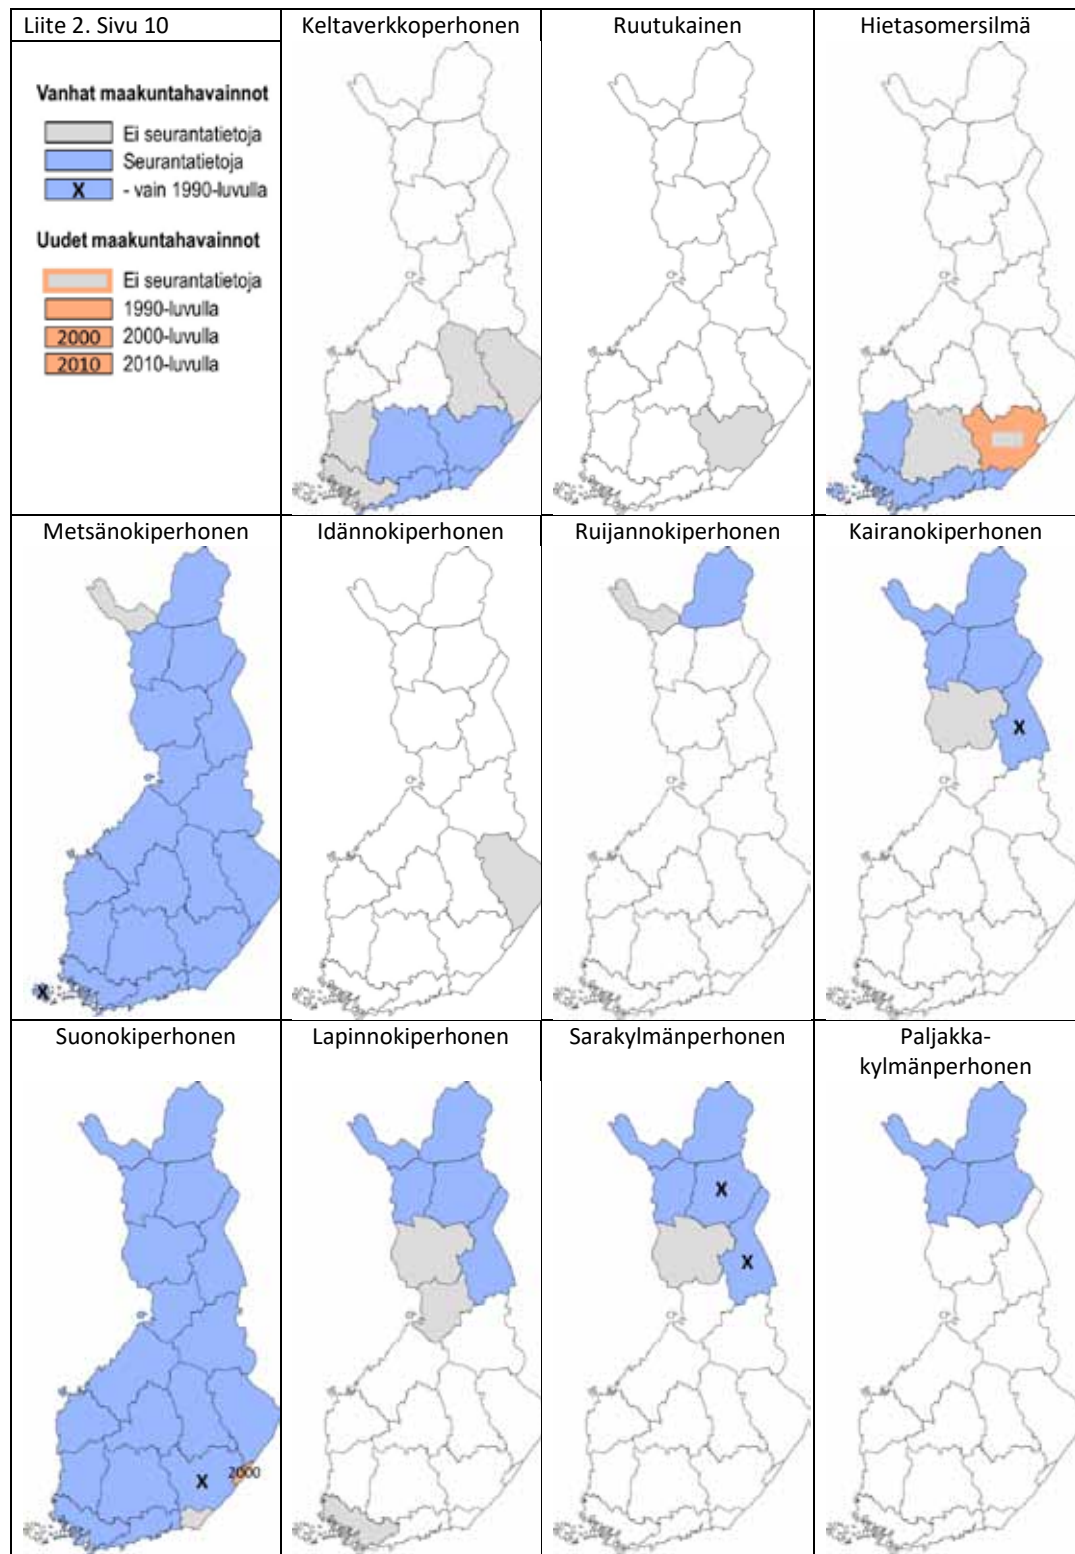 Liite 2. Sivu 10
Keltaverkkoperhonen
Ruutukainen
Hietasomersilmä
Vanhat maakuntahavainnot
Ei seurantatietoja
Seurantatietoja
X - vain 1990-luvulla
Uudet maakuntahavainnot
Ei seurantatietoja
1990-luvulla
2000 2000-luvulla
2010 2010-luvulla
Metsänokiperhonen
Idännokiperhonen
Ruijannokiperhonen
Kairanokiperhonen
X
X
Suonokiperhonen
Lapinnokiperhonen
Sarakylmänperhonen
Paljakka-
kylmänperhonen
X
X
X
2000